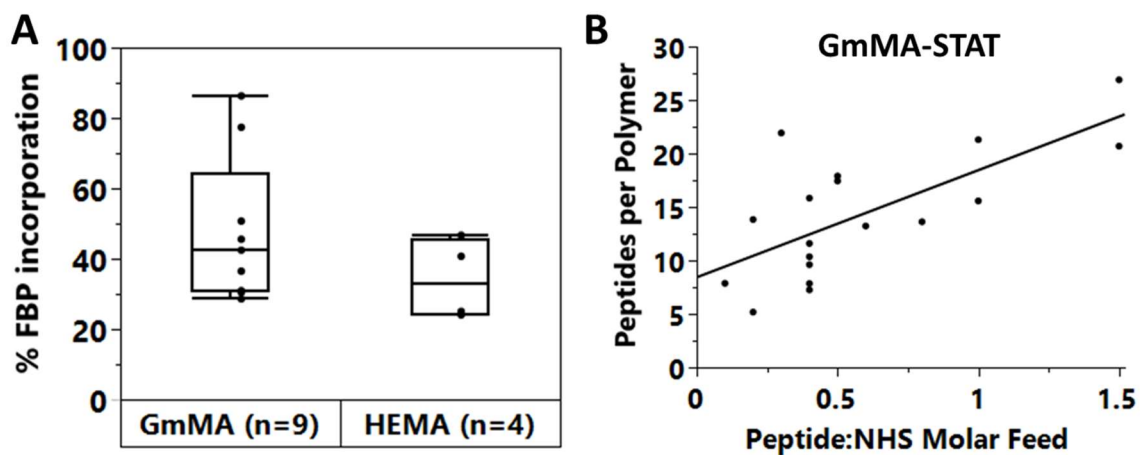 A
% FBP incorporation
100
80
60
40
20
0
GmMA (n=9)
HEMA (n=4)
B
GmMA-STAT
Peptides per Polymer
30
25
20
15
10
5
0
0
0.5
1
1.5
Peptide:NHS Molar Feed